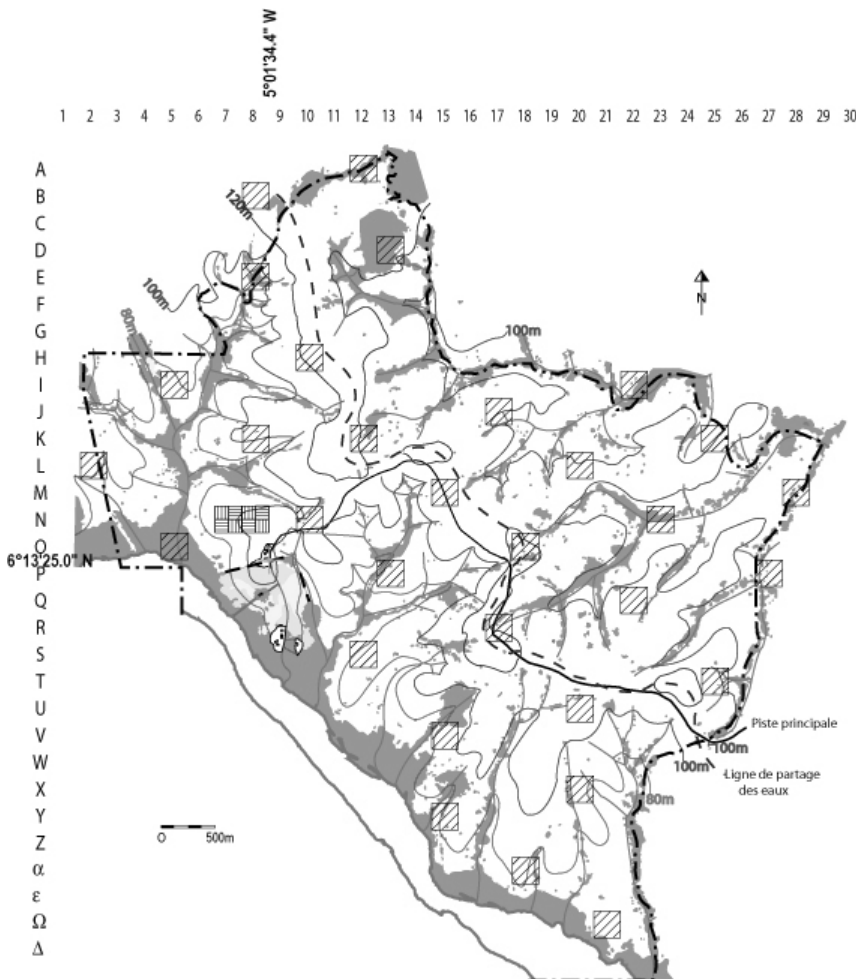 5°01'34.4" W
1 2 3 4 5 6 7 8 9 10 11 12 13 14 15 16 17 18 19 20 21 22 23 24 25 26 27 28 29 30
A
B
120m
C
D
E
100m
F
N
G
80m
100m
H
I
J
K
L
M
N
O
6°13'25.0" N
P
Q
R
S
T
U
L
Piste principale
V
100m
W
100m
Ligne de partage
des eaux
X
80m
Y
O 500m
Z
α
ε
Ω
Δ